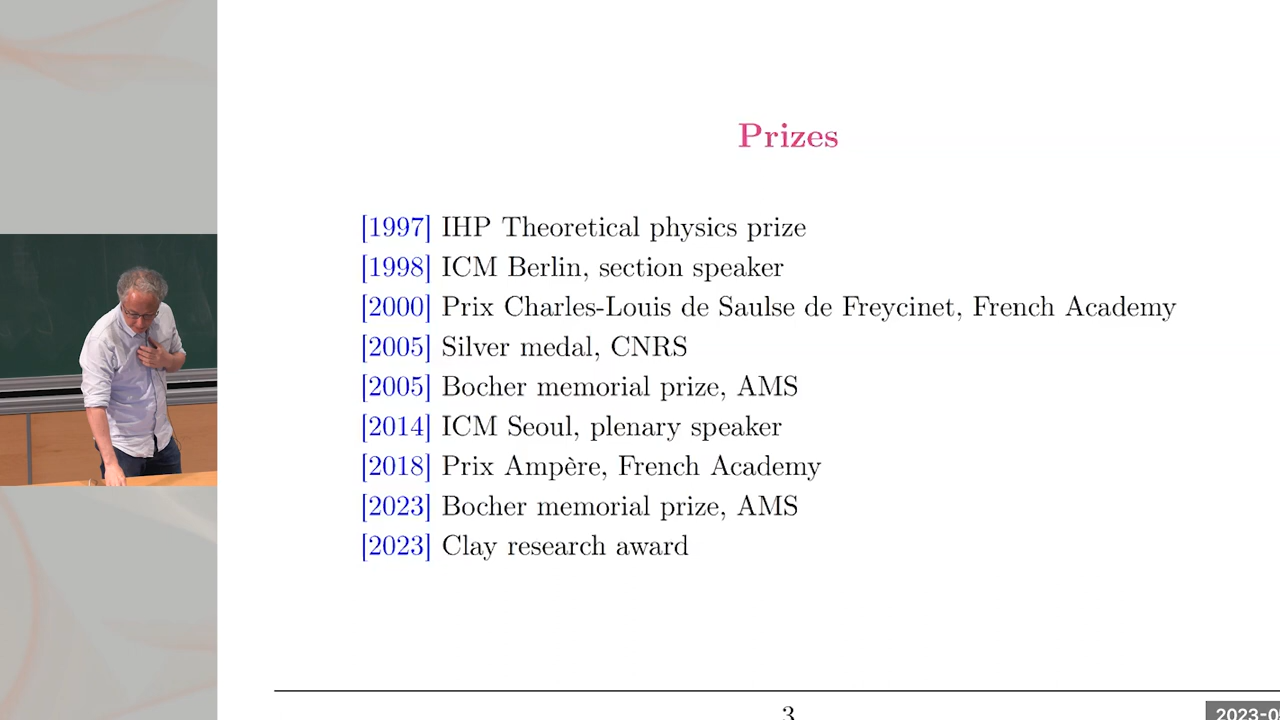 Prizes
[1997] IHP Theoretical physics prize
[1998] ICM Berlin, section speaker
[2000] Prix Charles-Louis de Saulse de Freycinet, French Academy
[2005] Silver medal, CNRS
[2005] Bocher memorial prize, AMS
[2014] ICM Seoul, plenary speaker
[2018] Prix Ampère, French Academy
[2023] Bocher memorial prize, AMS
[2023] Clay research award
3
2023-0